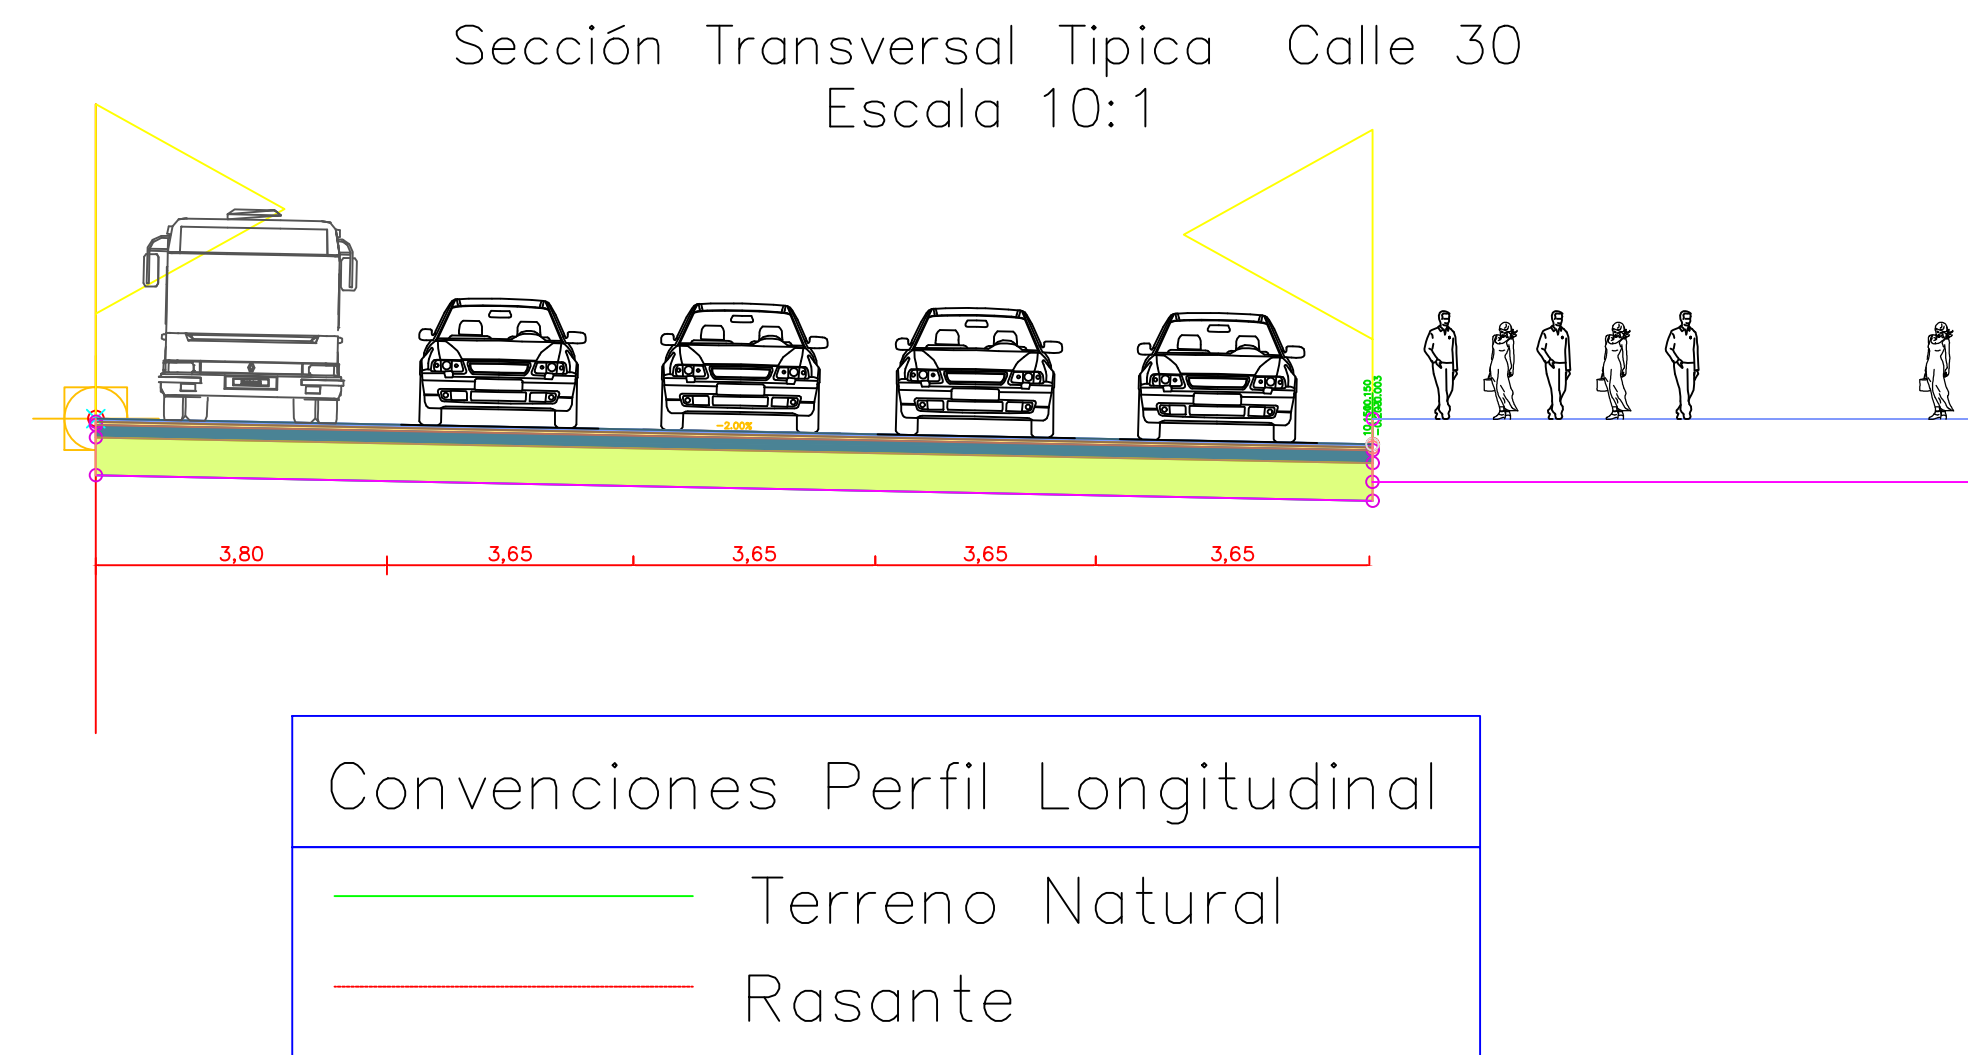 Sección Transversal Tipica Calle 30
Escala 10:1
-2.00%
3,80 3,65 3,65 3,65 3,65
Convenciones Perfil Longitudinal
Terreno Natural
Rasante